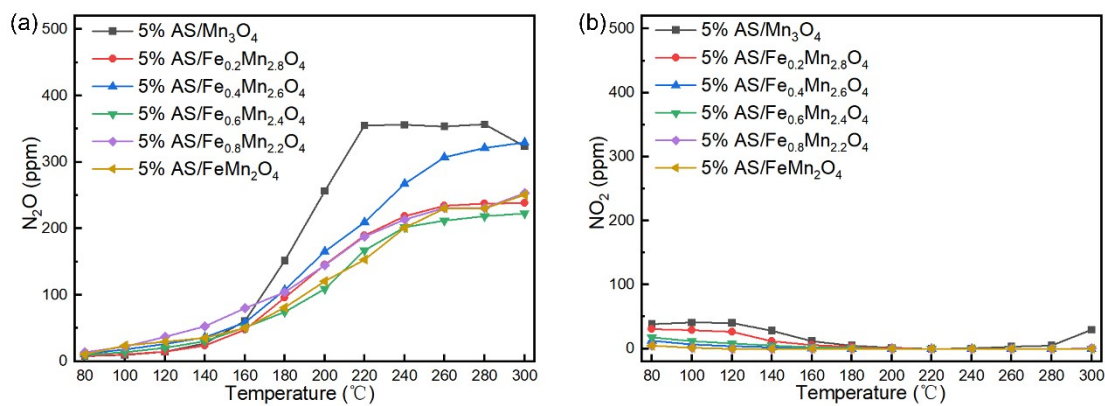 (a)
500
400
300
200
100
0
N₂O (ppm)
5% AS/Mn₃O₄
5% AS/Fe₀.₂Mn₂.₈O₄
5% AS/Fe₀.₄Mn₂.₆O₄
5% AS/Fe₀.₆Mn₂.₄O₄
5% AS/Fe₀.₈Mn₂.₂O₄
5% AS/FeMn₂O₄
80 100 120 140 160 180 200 220 240 260 280 300
Temperature (℃)
(b)
500
400
300
200
100
0
NO₂ (ppm)
5% AS/Mn₃O₄
5% AS/Fe₀.₂Mn₂.₈O₄
5% AS/Fe₀.₄Mn₂.₆O₄
5% AS/Fe₀.₆Mn₂.₄O₄
5% AS/Fe₀.₈Mn₂.₂O₄
5% AS/FeMn₂O₄
80 100 120 140 160 180 200 220 240 260 280 300
Temperature (℃)